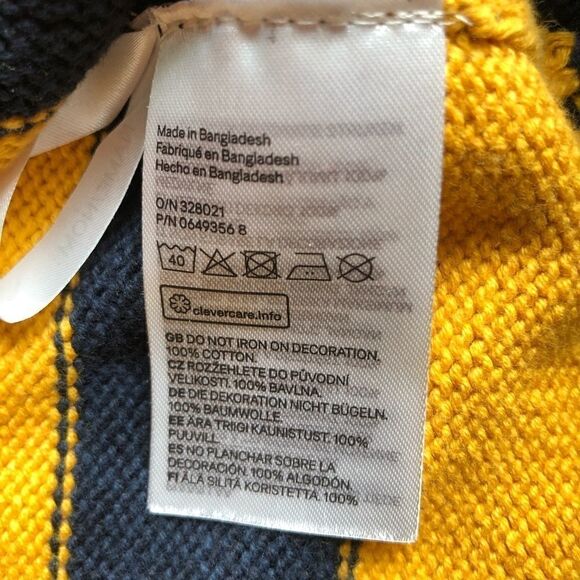 Made in Bangladesh
Fabriqué en Bangladesh
Hecho en Bangladesh
O/N 328021
P/N 0649356 8
40
clevercare.info
GB DO NOT IRON ON DECORATION.
100% COTTON.
CZ ROZŽEHLETE DO PŮVODNÍ
VELIKOSTI. 100% BAVLNA.
DE DIE DEKORATION NICHT BÜGELN.
100% BAUMWOLLE.
EE ÄRA TRIIGI KAUNISTUST. 100%
PUUVILL.
ES NO PLANCHAR SOBRE LA
DECORACIÓN. 100% ALGODÓN.
FI ÄLÄ SILITÄ KORISTETTA. 100%